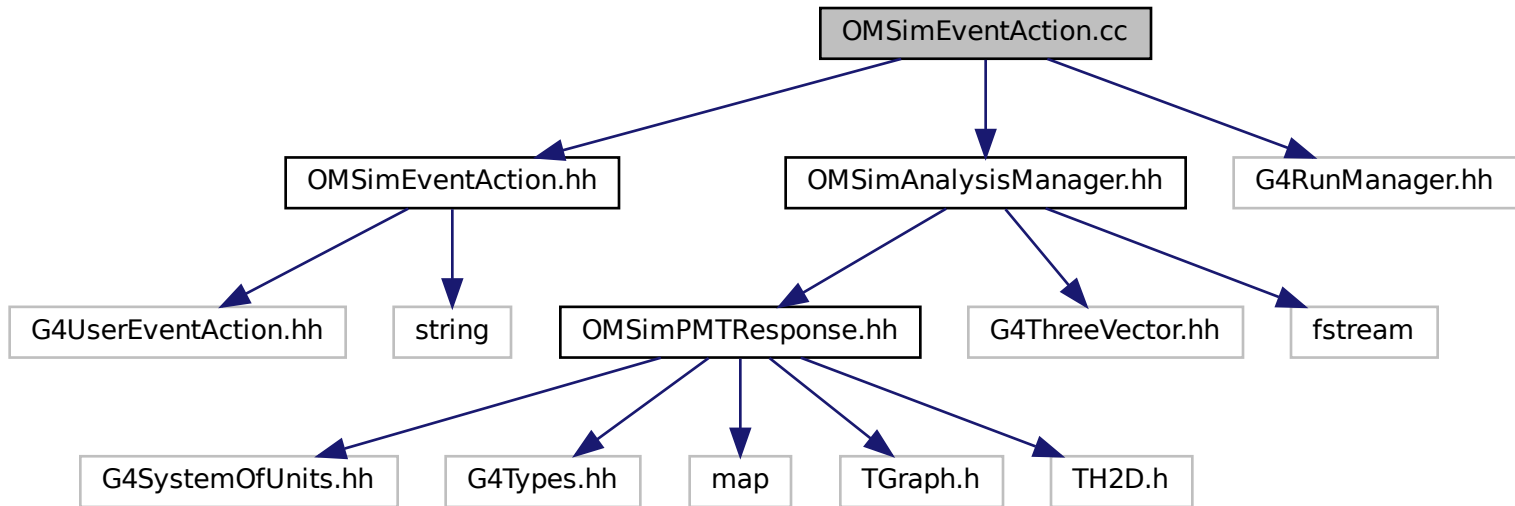 OMSimEventAction.cc
OMSimEventAction.hh
OMSimAnalysisManager.hh
G4RunManager.hh
G4UserEventAction.hh
string
OMSimPMTResponse.hh
G4ThreeVector.hh
fstream
G4SystemOfUnits.hh
G4Types.hh
map
TGraph.h
TH2D.h